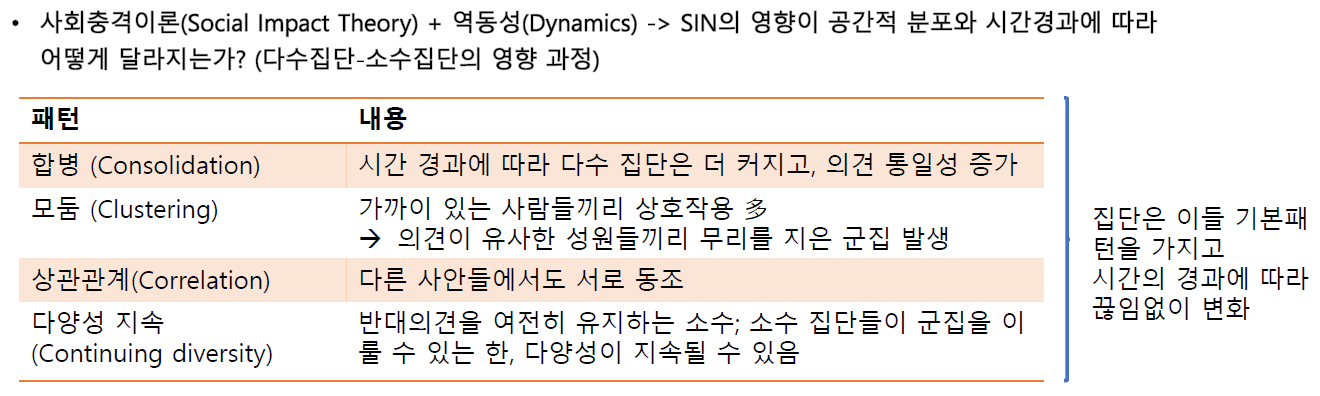 • 사회충격이론(Social Impact Theory) + 역동성(Dynamics) -> SIN의 영향이 공간적 분포와 시간경과에 따라
어떻게 달라지는가? (다수집단-소수집단의 영향 과정)
패턴 내용
합병 (Consolidation) 시간 경과에 따라 다수 집단은 더 커지고, 의견 통일성 증가
모둠 (Clustering) 가까이 있는 사람들끼리 상호작용 多
→ 의견이 유사한 성원들끼리 무리를 지은 군집 발생
상관관계(Correlation) 다른 사안들에서도 서로 동조
다양성 지속 반대의견을 여전히 유지하는 소수; 소수 집단들이 군집을 이
(Continuing diversity) 룰 수 있는 한, 다양성이 지속될 수 있음
집단은 이들 기본패
턴을 가지고
시간의 경과에 따라
끊임없이 변화